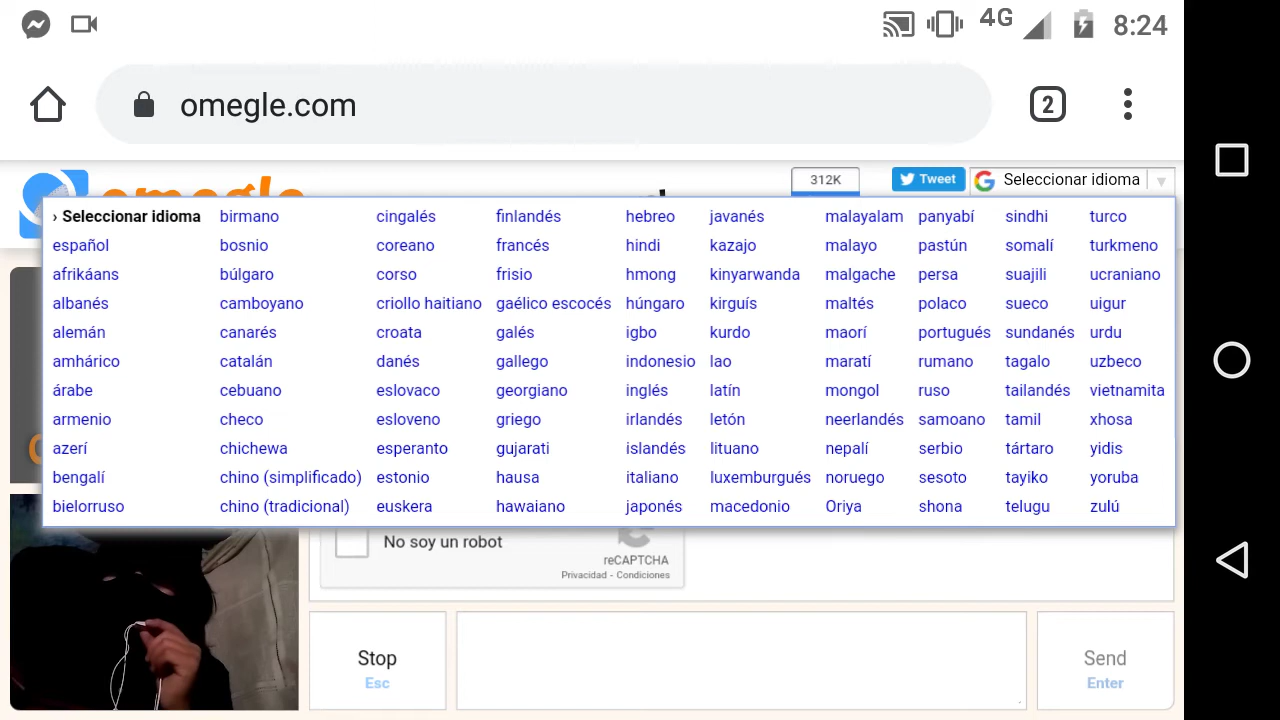 4G 8:24
omegle.com
2
omegle
312K Tweet G Seleccionar idioma
› Seleccionar idioma birmano cingalés finlandés hebreo javanés malayalam panyabí sindhi turco
español bosnio coreano francés hindi kazajo malayo pastún somalí turkmeno
afrikáans búlgaro corso frisio hmong kinyarwanda malgache persa suajili ucraniano
albanés camboyano criollo haitiano gaélico escocés húngaro kirguís maltés polaco sueco uigur
alemán canarés croata galés igbo kurdo maorí portugués sundanés urdu
amhárico catalán danés gallego indonesio lao maratí rumano tagalo uzbeco
árabe cebuano eslovaco georgiano inglés latín mongol ruso tailandés vietnamita
armenio checo esloveno griego irlandés letón neerlandés samoano tamil xhosa
azerí chichewa esperanto gujarati islandés lituano nepalí serbio tártaro yidis
bengalí chino (simplificado) estonio hausa italiano luxemburgués noruego sesoto tayiko yoruba
bielorruso chino (tradicional) euskera hawaiano japonés macedonio Oriya shona telugu zulú
No soy un robot
reCAPTCHA
Privacidad - Condiciones
Stop
Esc
Send
Enter